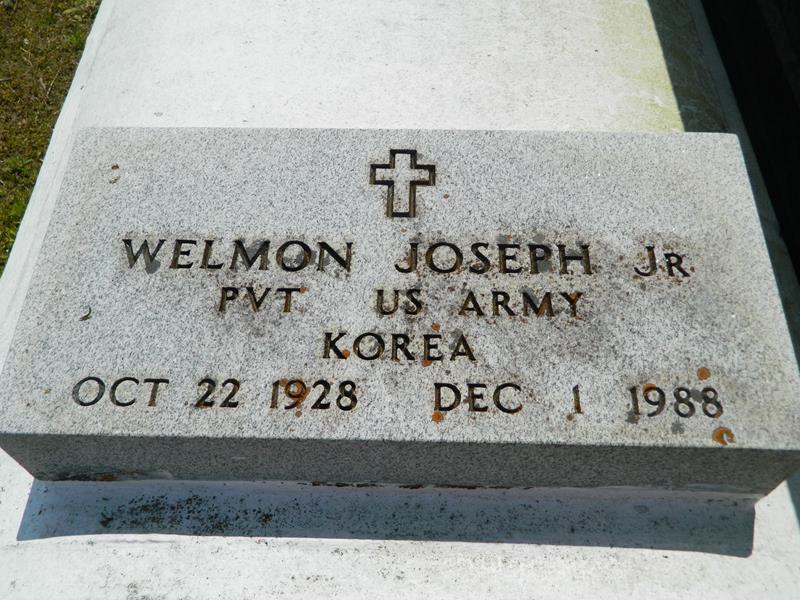 WELMON JOSEPH JR
PVT US ARMY
KOREA
OCT 22 1928 DEC 1 1988